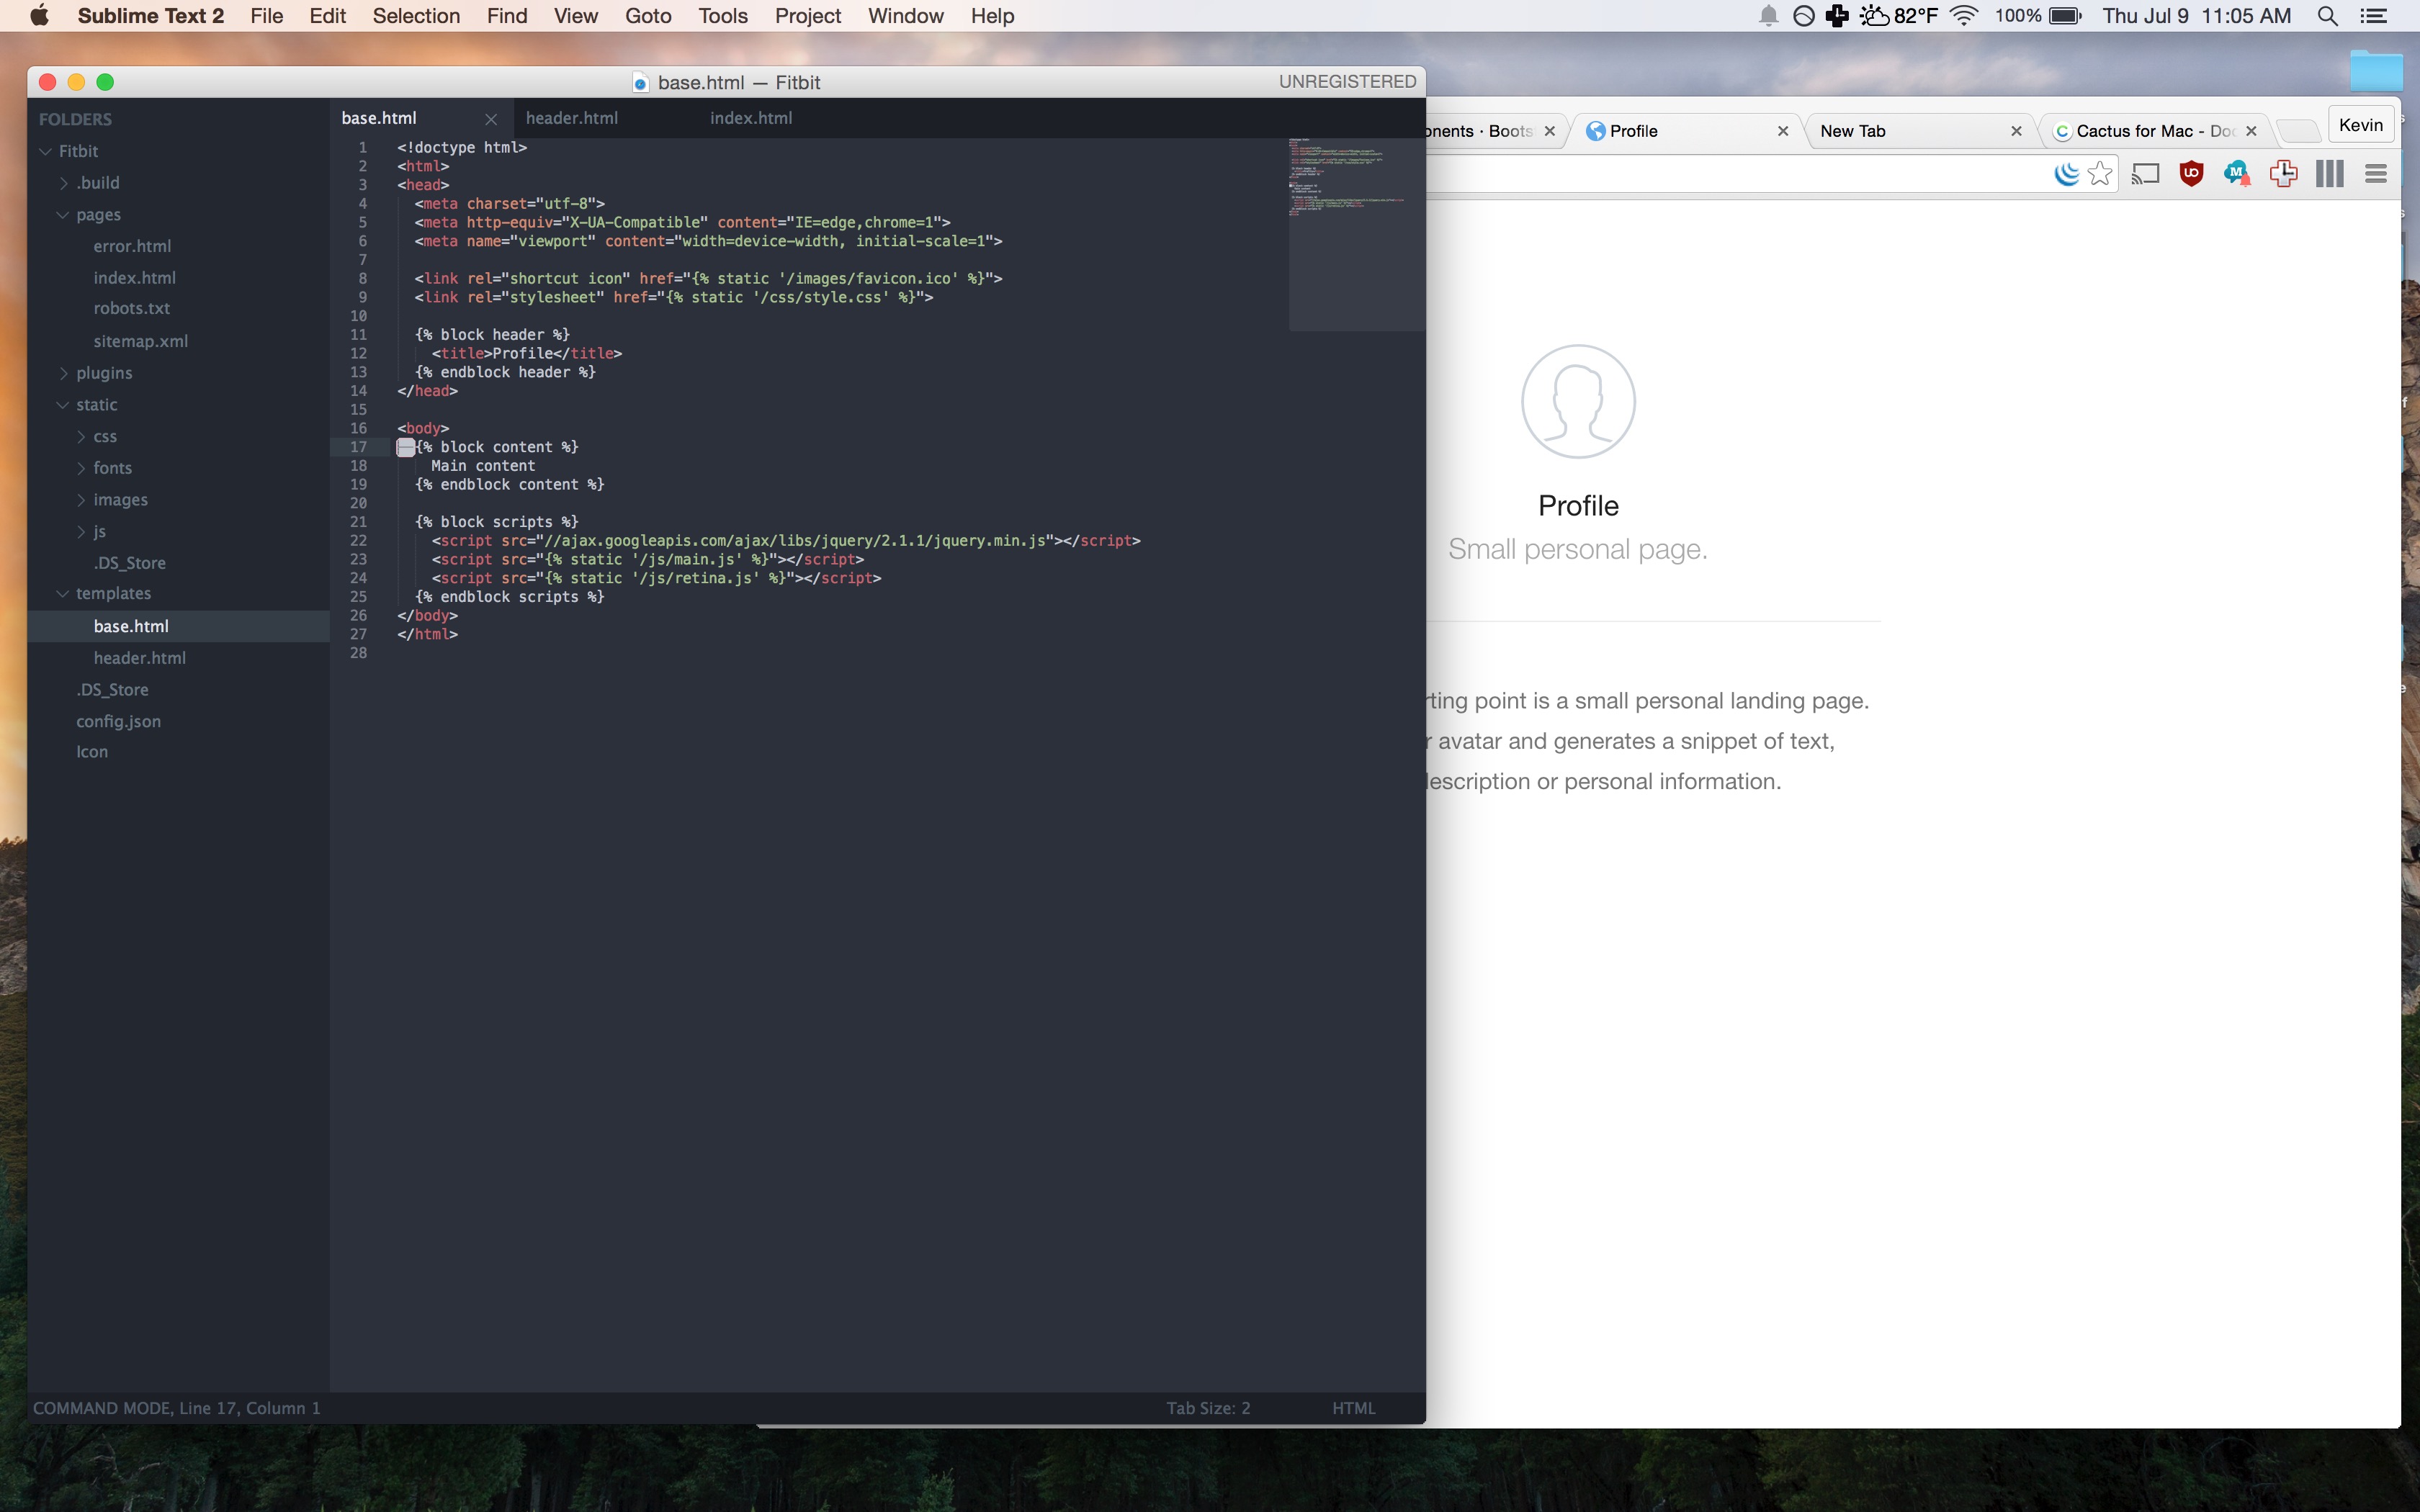 Sublime Text 2 File Edit Selection Find View Goto Tools Project Window Help 82°F 100% Thu Jul 9 11:05 AM
base.html — Fitbit UNREGISTERED
FOLDERS
Fitbit
.build
pages
error.html
index.html
robots.txt
sitemap.xml
plugins
static
css
fonts
images
js
.DS_Store
templates
base.html
header.html
.DS_Store
config.json
Icon
base.html header.html index.html
1 <!doctype html>
2 <html>
3 <head>
4 <meta charset="utf-8">
5 <meta http-equiv="X-UA-Compatible" content="IE=edge,chrome=1">
6 <meta name="viewport" content="width=device-width, initial-scale=1">
7
8 <link rel="shortcut icon" href="{% static '/images/favicon.ico' %}">
9 <link rel="stylesheet" href="{% static '/css/style.css' %}">
10
11 {% block header %}
12 <title>Profile</title>
13 {% endblock header %}
14 </head>
15
16 <body>
17 {% block content %}
18 Main content
19 {% endblock content %}
20
21 {% block scripts %}
22 <script src="//ajax.googleapis.com/ajax/libs/jquery/2.1.1/jquery.min.js"></script>
23 <script src="{% static '/js/main.js' %}"></script>
24 <script src="{% static '/js/retina.js' %}"></script>
25 {% endblock scripts %}
26 </body>
27 </html>
28
COMMAND MODE, Line 17, Column 1 Tab Size: 2 HTML
onents · Boots Profile New Tab Cactus for Mac - Doc Kevin
Profile
Small personal page.
rting point is a small personal landing page.
r avatar and generates a snippet of text,
escription or personal information.